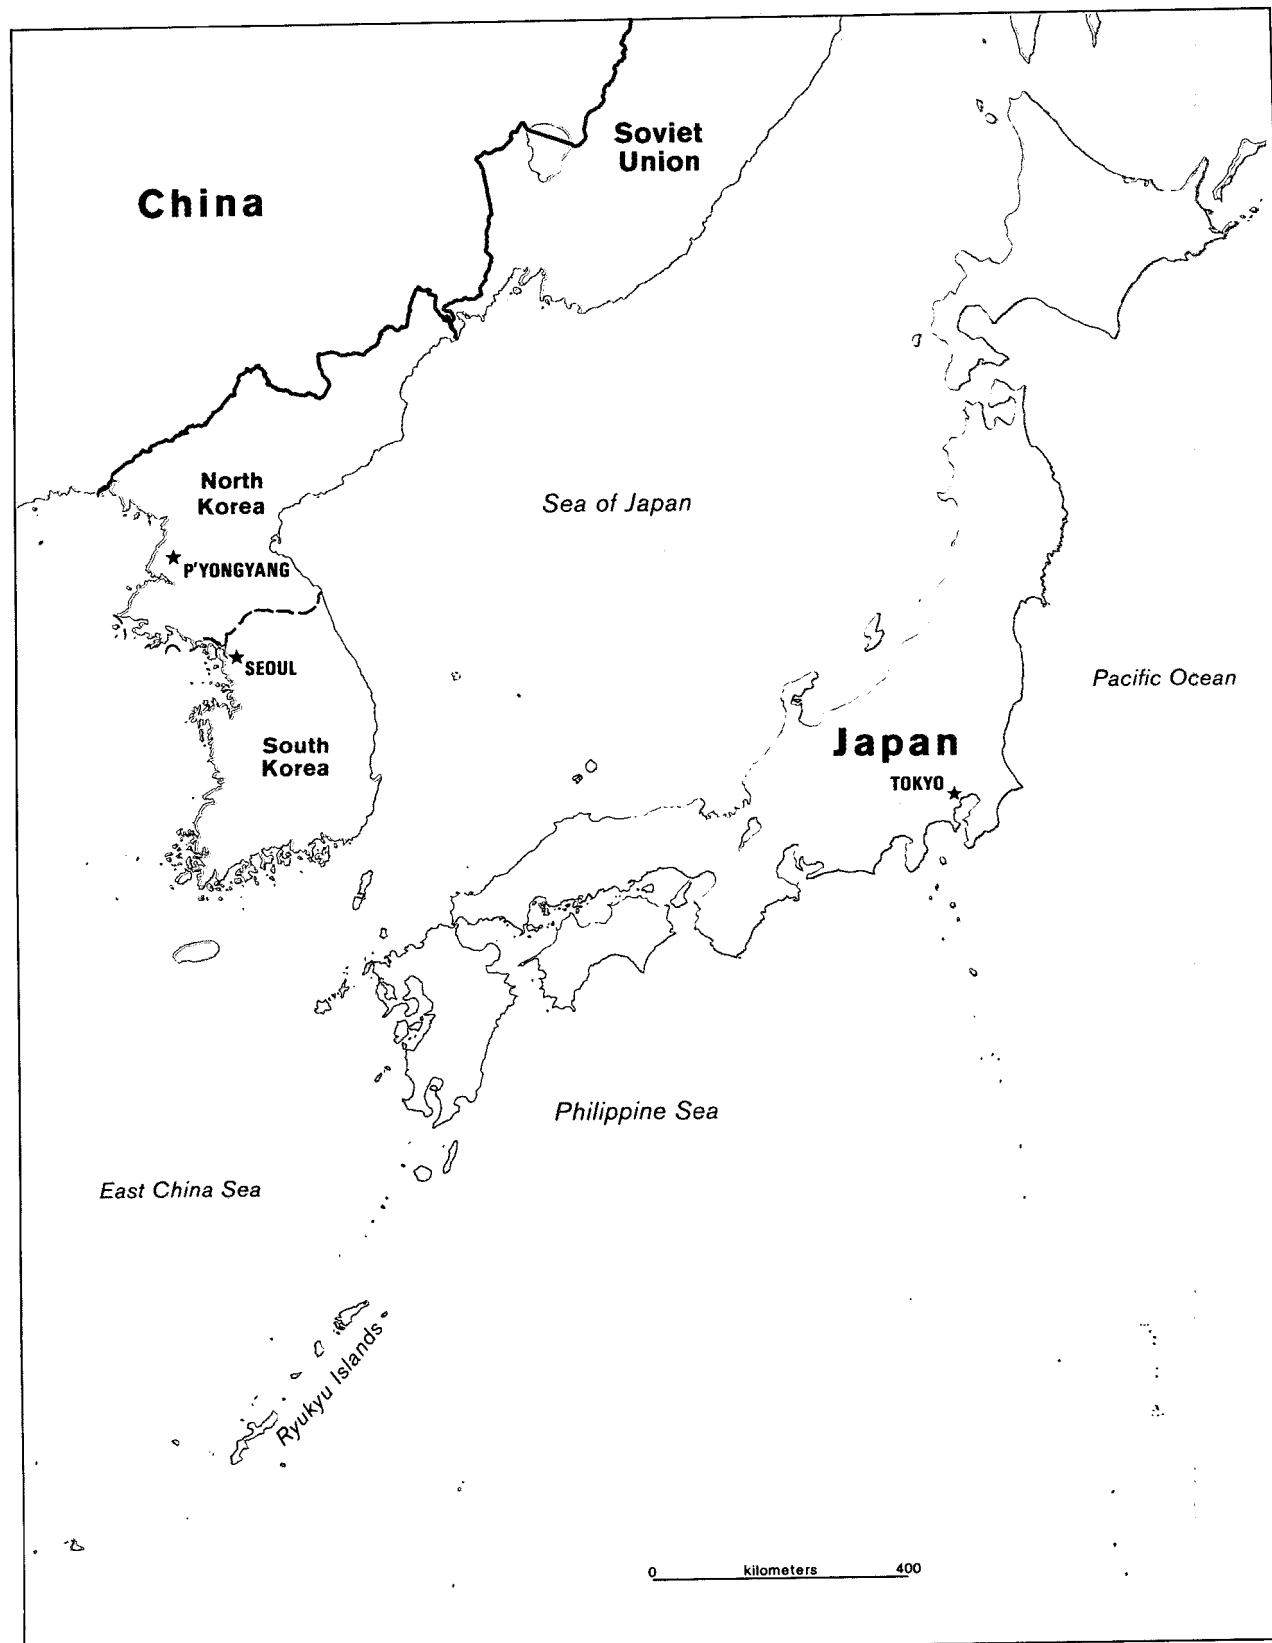 Soviet
Union
China
North
Korea
Sea of Japan
P'YONGYANG
SEOUL
Pacific Ocean
South
Korea
Japan
TOKYO
Philippine Sea
East China Sea
Ryukyu Islands
0 kilometers 400